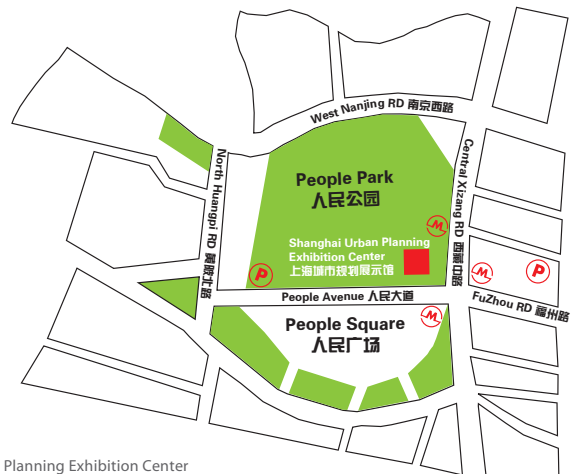 West Nanjing RD 南京西路
North Huangpi RD 黄陂北路
Central Xizang RD 西藏中路
People Park
人民公园
M
Shanghai Urban Planning
Exhibition Center
上海城市规划展示馆
P
M
P
People Avenue 人民大道
FuZhou RD 福州路
People Square
人民广场
M
Planning Exhibition Center